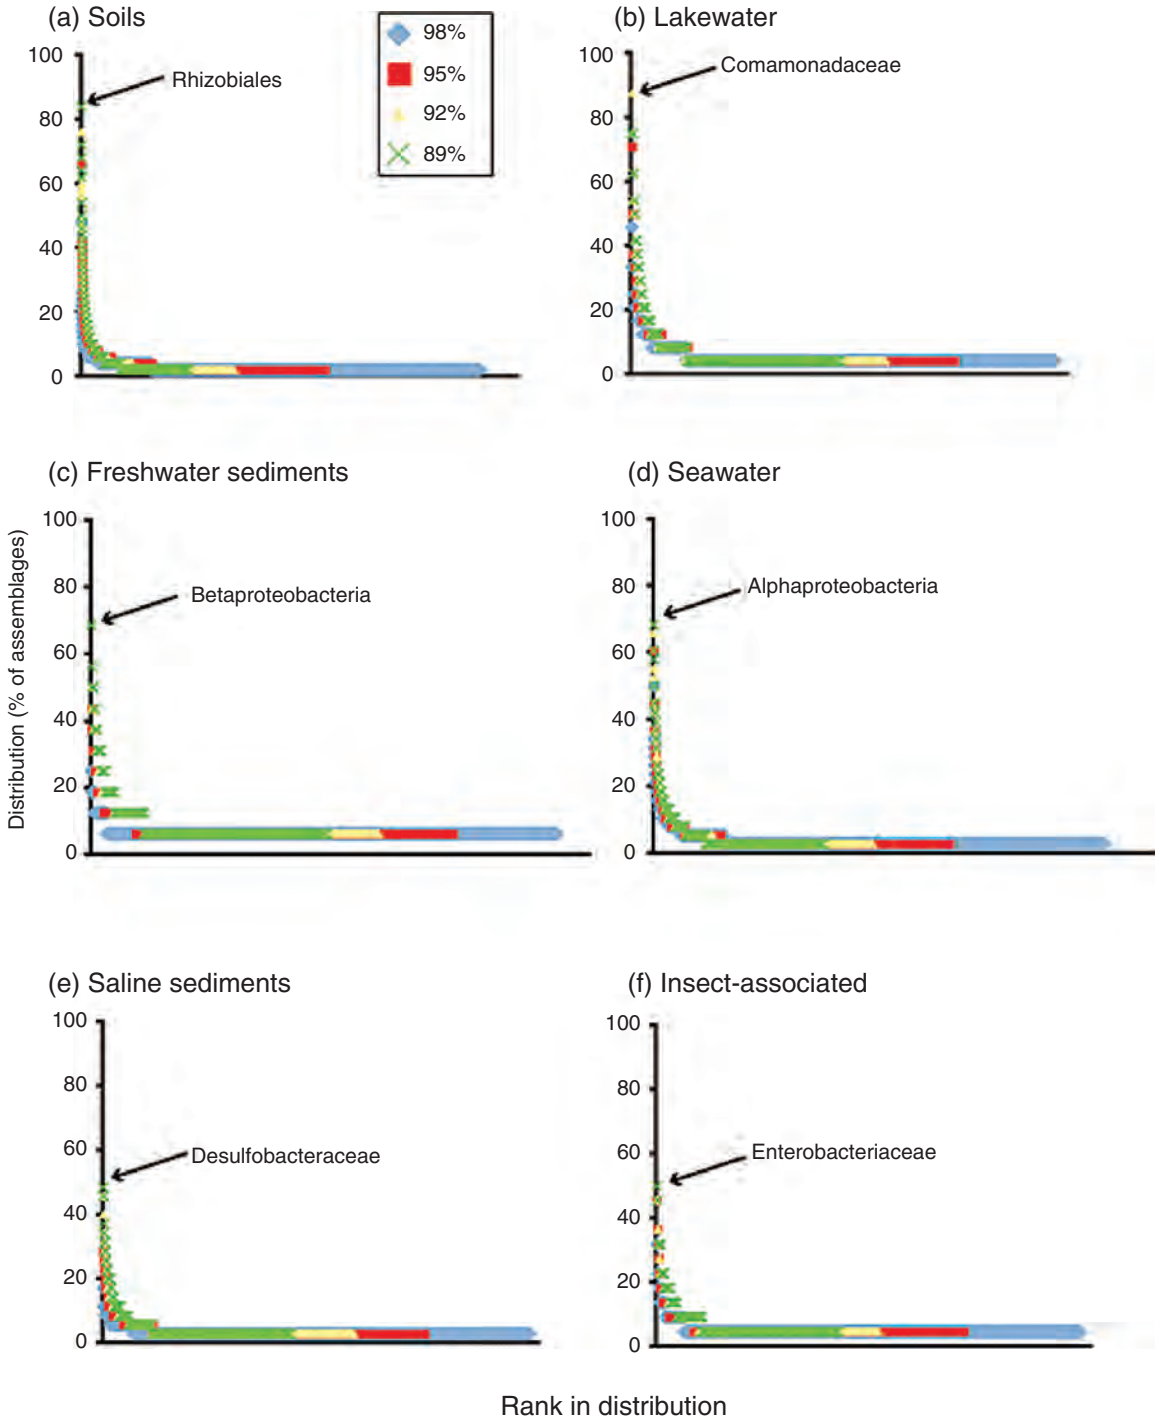 (a) Soils
100
80
60
40
20
0
Rhizobiales
98%
95%
92%
89%
(b) Lakewater
100
80
60
40
20
0
Comamonadaceae
Distribution (% of assemblages)
(c) Freshwater sediments
100
80
60
40
20
0
Betaproteobacteria
(d) Seawater
100
80
60
40
20
0
Alphaproteobacteria
(e) Saline sediments
100
80
60
40
20
0
Desulfobacteraceae
(f) Insect-associated
100
80
60
40
20
0
Enterobacteriaceae
Rank in distribution